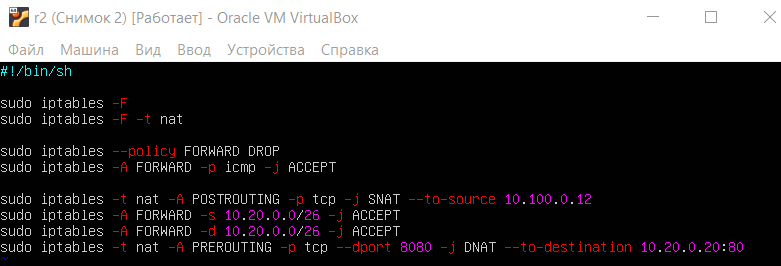 r2 (Снимок 2) [Работает] - Oracle VM VirtualBox
Файл Машина Вид Ввод Устройства Справка
#!/bin/sh
sudo iptables -F
sudo iptables -F -t nat
sudo iptables --policy FORWARD DROP
sudo iptables -A FORWARD -p icmp -j ACCEPT
sudo iptables -t nat -A POSTROUTING -p tcp -j SNAT --to-source 10.100.0.12
sudo iptables -A FORWARD -s 10.20.0.0/26 -j ACCEPT
sudo iptables -A FORWARD -d 10.20.0.0/26 -j ACCEPT
sudo iptables -t nat -A PREROUTING -p tcp --dport 8080 -j DNAT --to-destination 10.20.0.20:80
~